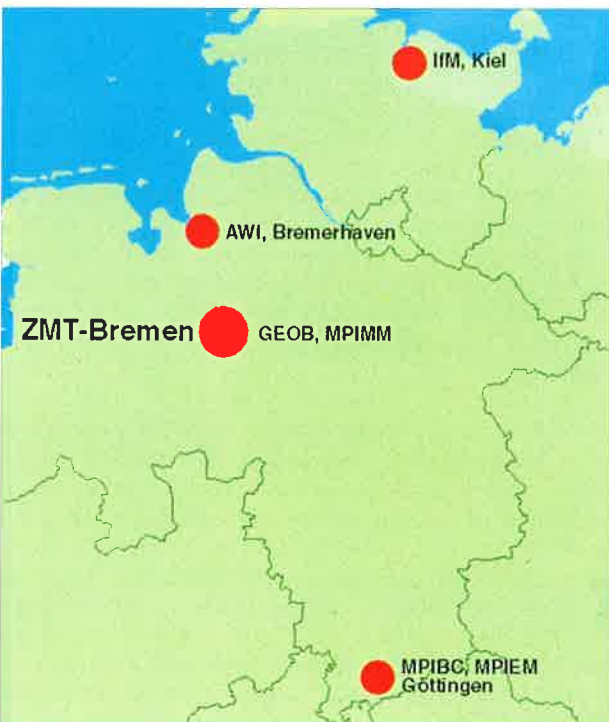 IfM, Kiel
AWI, Bremerhaven
ZMT-Bremen
GEOB, MPIMM
MPIBC, MPIEM
Göttingen